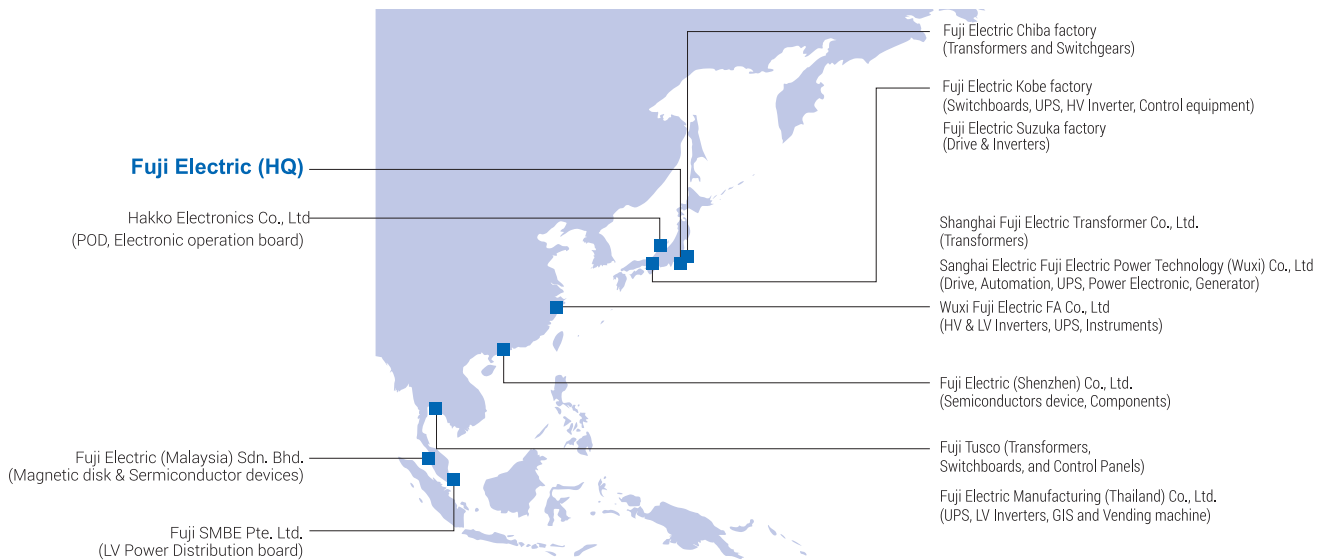 Fuji Electric (HQ)
Hakko Electronics Co., Ltd
(POD, Electronic operation board)
Fuji Electric (Malaysia) Sdn. Bhd.
(Magnetic disk & Sermiconductor devices)
Fuji SMBE Pte. Ltd.
(LV Power Distribution board)
Fuji Electric Chiba factory
(Transformers and Switchgears)
Fuji Electric Kobe factory
(Switchboards, UPS, HV Inverter, Control equipment)
Fuji Electric Suzuka factory
(Drive & Inverters)
Shanghai Fuji Electric Transformer Co., Ltd.
(Transformers)
Sanghai Electric Fuji Electric Power Technology (Wuxi) Co., Ltd
(Drive, Automation, UPS, Power Electronic, Generator)
Wuxi Fuji Electric FA Co., Ltd
(HV & LV Inverters, UPS, Instruments)
Fuji Electric (Shenzhen) Co., Ltd.
(Semiconductors device, Components)
Fuji Tusco (Transformers,
Switchboards, and Control Panels)
Fuji Electric Manufacturing (Thailand) Co., Ltd.
(UPS, LV Inverters, GIS and Vending machine)